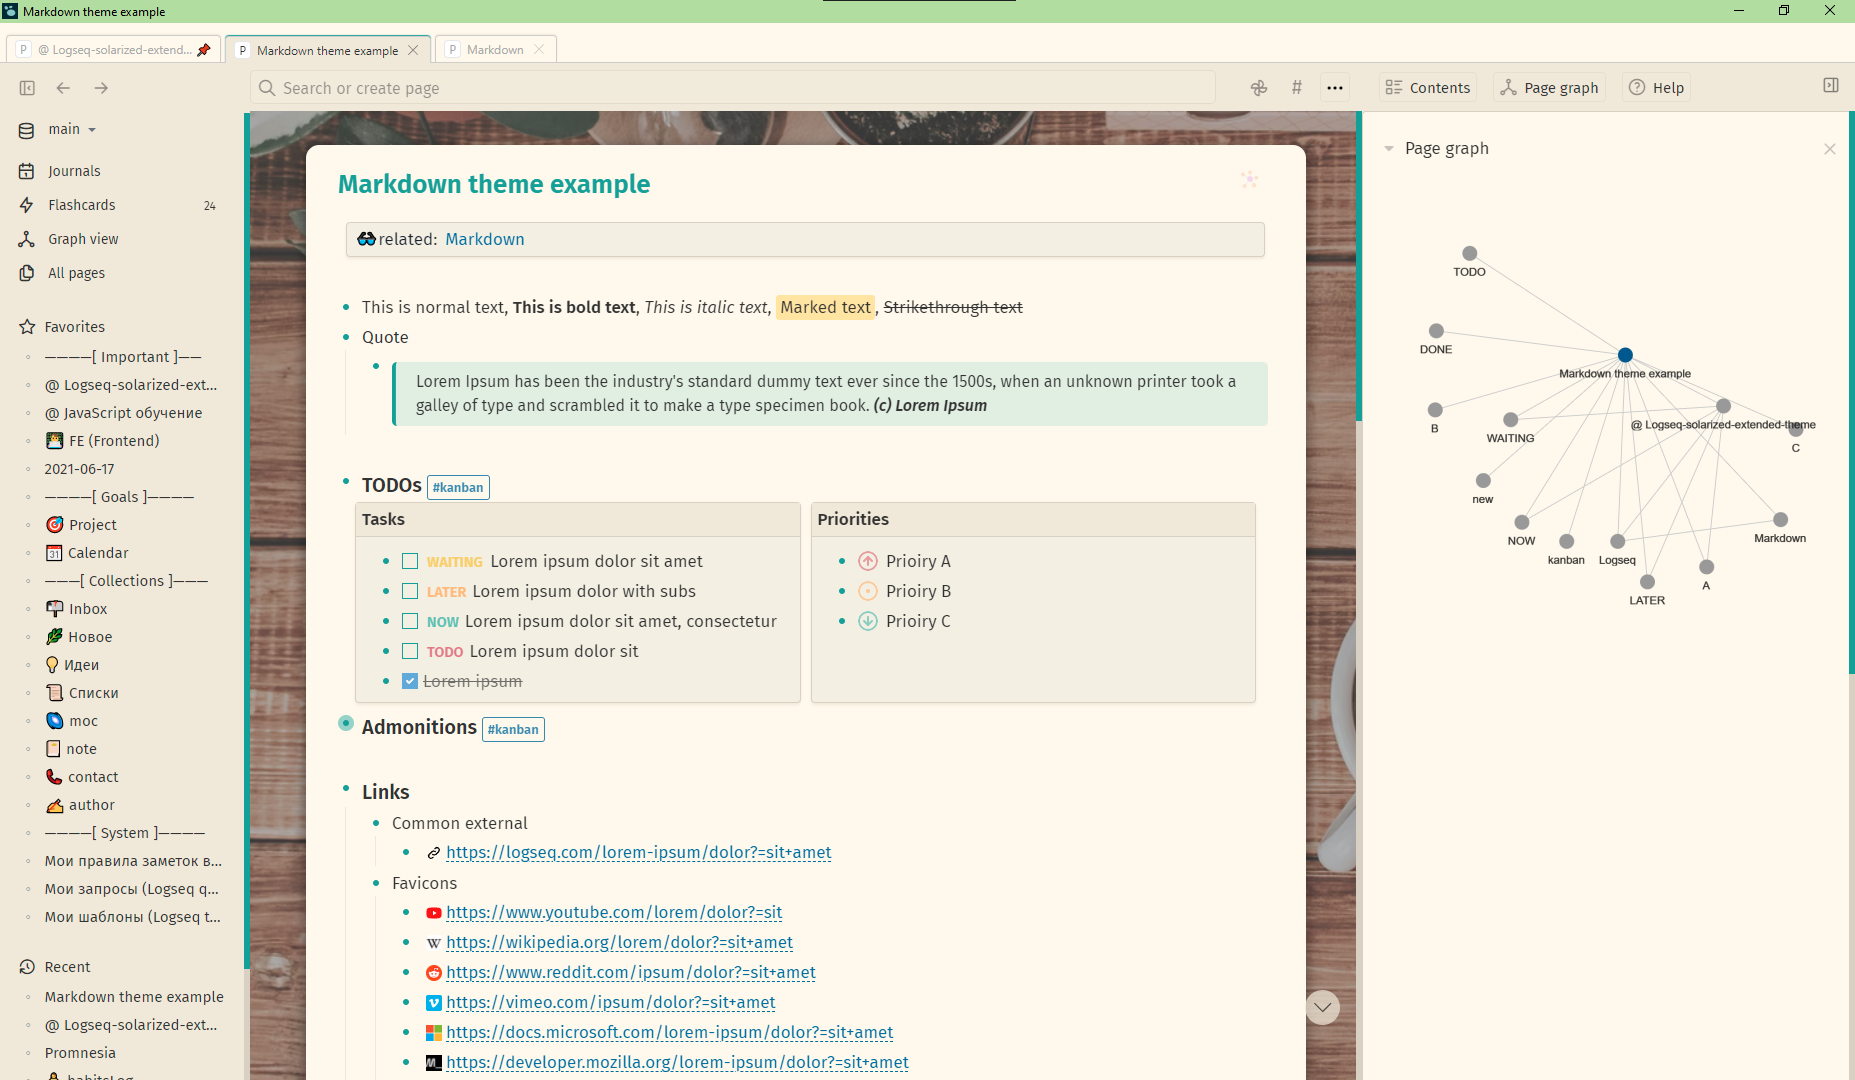 Markdown theme example
P @ Logseq-solarized-extend...
P Markdown theme example
P Markdown
Search or create page
Contents
Page graph
Help
main
Journals
Flashcards 24
Graph view
All pages
Favorites
————[ Important ]——
@ Logseq-solarized-ext...
@ JavaScript обучение
FE (Frontend)
2021-06-17
————[ Goals ]————
Project
Calendar
———[ Collections ]———
Inbox
Новое
Идеи
Списки
moc
note
contact
author
————[ System ]————
Мои правила заметок в...
Мои запросы (Logseq q...
Мои шаблоны (Logseq t...
Recent
Markdown theme example
@ Logseq-solarized-ext...
Promnesia
habitsLog
Markdown theme example
related: Markdown
This is normal text, This is bold text, This is italic text, Marked text, Strikethrough text
Quote
Lorem Ipsum has been the industry's standard dummy text ever since the 1500s, when an unknown printer took a
galley of type and scrambled it to make a type specimen book. (c) Lorem Ipsum
TODOs #kanban
Tasks
WAITING Lorem ipsum dolor sit amet
LATER Lorem ipsum dolor with subs
NOW Lorem ipsum dolor sit amet, consectetur
TODO Lorem ipsum dolor sit
Lorem ipsum
Priorities
Prioiry A
Prioiry B
Prioiry C
Admonitions #kanban
Links
Common external
https://logseq.com/lorem-ipsum/dolor?=sit+amet
Favicons
https://www.youtube.com/lorem/dolor?=sit
https://wikipedia.org/lorem/dolor?=sit+amet
https://www.reddit.com/ipsum/dolor?=sit+amet
https://vimeo.com/ipsum/dolor?=sit+amet
https://docs.microsoft.com/lorem-ipsum/dolor?=sit+amet
https://developer.mozilla.org/lorem-ipsum/dolor?=sit+amet
Page graph
TODO
DONE
Markdown theme example
B
WAITING
@ Logseq-solarized-extended-theme
C
new
NOW
kanban
Logseq
Markdown
LATER
A